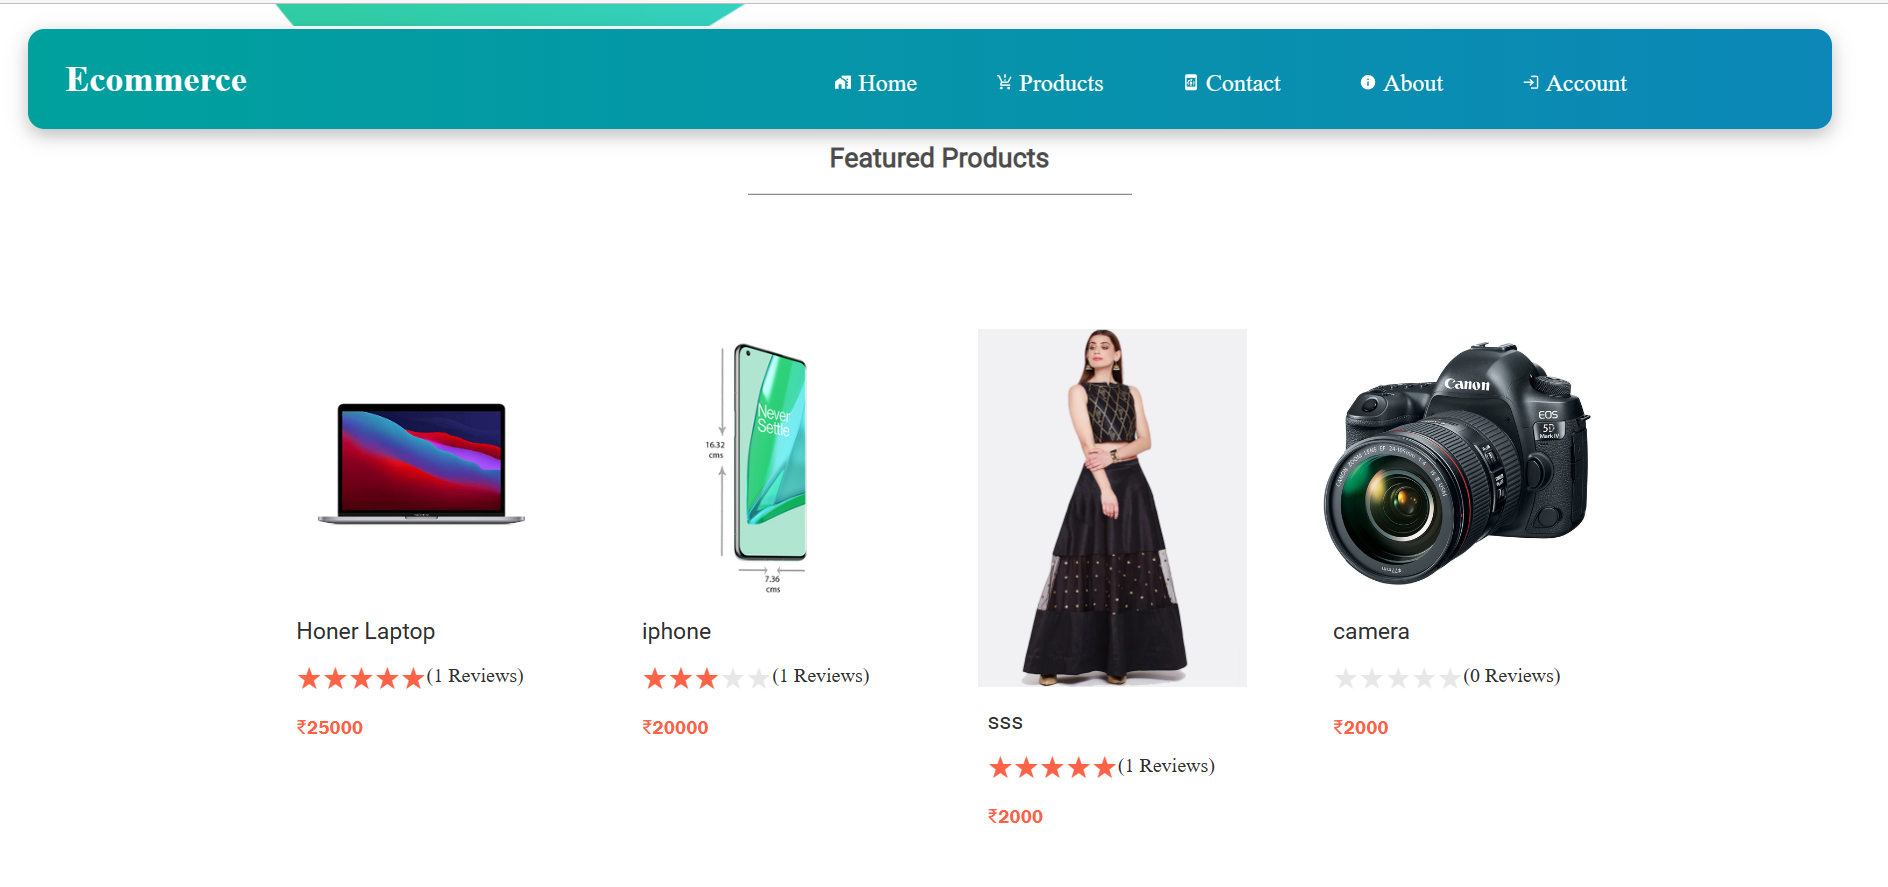 Ecommerce
Home
Products
Contact
About
Account
Featured Products
16.32
cms
Never
Settle
7.36
cms
Canon
EOS
5D
Mark IV
Honer Laptop
(1 Reviews)
₹25000
iphone
(1 Reviews)
₹20000
sss
(1 Reviews)
₹2000
camera
(0 Reviews)
₹2000